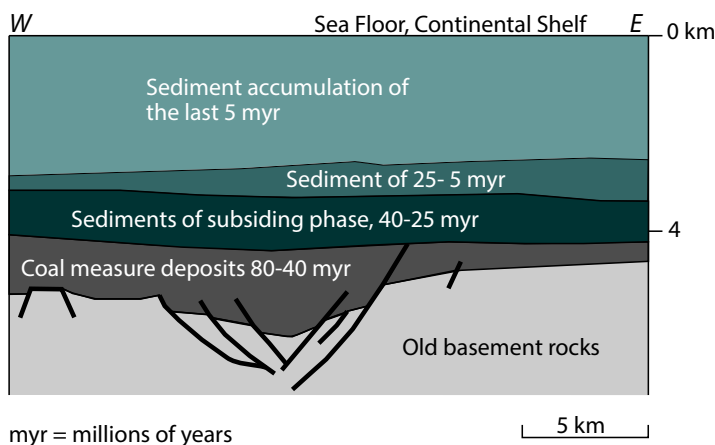 W
Sea Floor, Continental Shelf
E
0 km
Sediment accumulation of
the last 5 myr
Sediment of 25- 5 myr
Sediments of subsiding phase, 40-25 myr
4
Coal measure deposits 80-40 myr
Old basement rocks
myr = millions of years
5 km